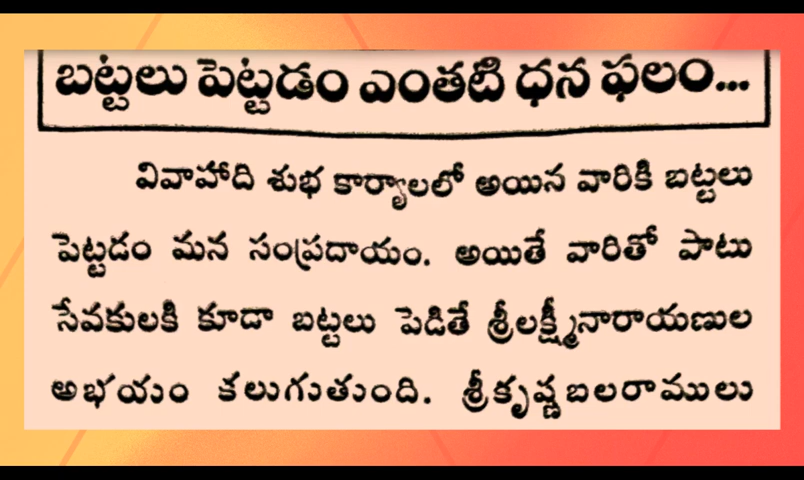 బట్టలు పెట్టడం ఎంతటి ధన ఫలం...
వివాహాది శుభ కార్యాలలో అయిన వారికి బట్టలు
పెట్టడం మన సంప్రదాయం. అయితే వారితో పాటు
సేవకులకి కూడా బట్టలు పెడితే శ్రీలక్ష్మీనారాయణుల
అభయం కలుగుతుంది. శ్రీకృష్ణబలరాములు